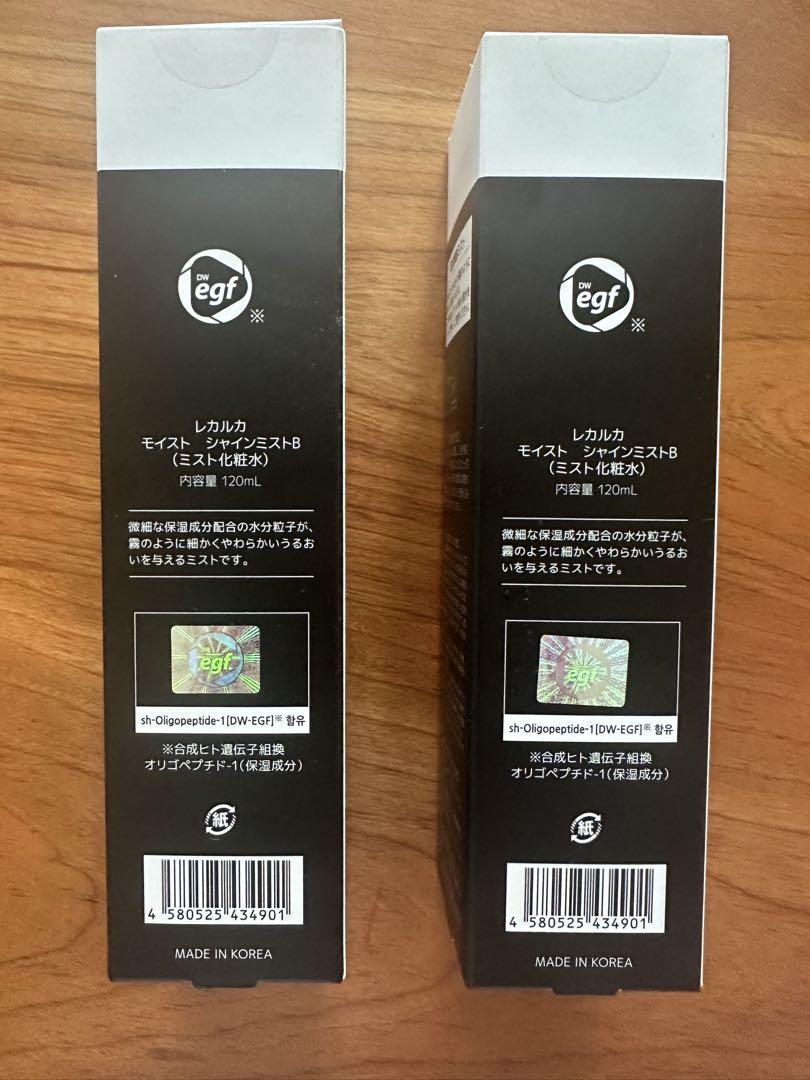 DW
egf
※
レカルカ
モイスト　シャインミストB
（ミスト化粧水）
内容量 120mL
微細な保湿成分配合の水分粒子が、
霧のように細かくやわらかいうるお
いを与えるミストです。
egf
sh-Oligopeptide-1[DW-EGF]※ 함유
※合成ヒト遺伝子組換
オリゴペプチド-1（保湿成分）
紙
4 580525 434901
MADE IN KOREA
DW
egf
※
レカルカ
モイスト　シャインミストB
（ミスト化粧水）
内容量 120mL
微細な保湿成分配合の水分粒子が、
霧のように細かくやわらかいうるお
いを与えるミストです。
egf
sh-Oligopeptide-1[DW-EGF]※ 함유
※合成ヒト遺伝子組換
オリゴペプチド-1（保湿成分）
紙
4 580525 434901
MADE IN KOREA